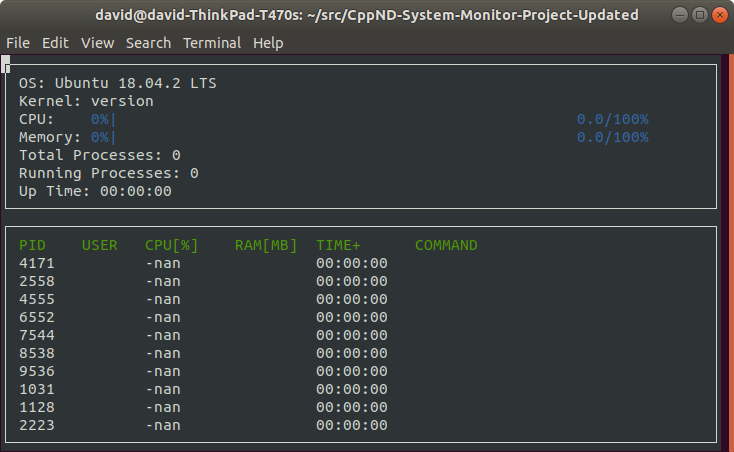 david@david-ThinkPad-T470s: ~/src/CppND-System-Monitor-Project-Updated
File Edit View Search Terminal Help
OS: Ubuntu 18.04.2 LTS
Kernel: version
CPU: 0%| 0.0/100%
Memory: 0%| 0.0/100%
Total Processes: 0
Running Processes: 0
Up Time: 00:00:00
PID USER CPU[%] RAM[MB] TIME+ COMMAND
4171 -nan 00:00:00
2558 -nan 00:00:00
4555 -nan 00:00:00
6552 -nan 00:00:00
7544 -nan 00:00:00
8538 -nan 00:00:00
9536 -nan 00:00:00
1031 -nan 00:00:00
1128 -nan 00:00:00
2223 -nan 00:00:00